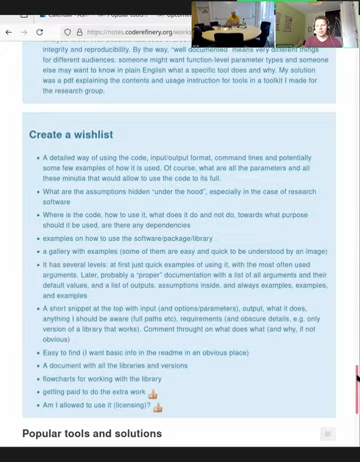 https://notes.coderefinery.org/works
integrity and reproducibility. By the way, "well documented" means very different things
for different audiences: someone might want function-level parameter types and someone
else may want to know in plain English what a specific tool does and why. My solution
was a pdf explaining the contents and usage instruction for tools in a toolkit I made for
the research group.
Create a wishlist
• A detailed way of using the code, input/output format, command lines and potentially
some few examples of how it is used. Of course, what are all the parameters and all
these minutia that would allow to use the code to its full.
• What are the assumptions hidden "under the hood", especially in the case of research
software
• Where is the code, how to use it, what does it do and not do, towards what purpose
should it be used, are there any dependencies
• examples on how to use the software/package/library
• a gallery with examples (some of them are easy and quick to be understood by an image)
• It has several levels: at first just quick examples of using it, with the most often used
arguments. Later, probably a "proper" documentation with a list of all arguments and their
default values, and a list of outputs. assumptions inside. and always examples, examples,
and examples
• A short snippet at the top with input (and options/parameters), output, what it does,
anything I should be aware (full paths etc), requirements (and obscure details, e.g. only
version of a library that works). Comment throught on what does what (and why, if not
obvious)
• Easy to find (I want basic info in the readme in an obvious place)
• A document with all the libraries and versions
• flowcharts for working with the library
• getting paid to do the extra work 👍
• Am I allowed to use it (licensing)? 👍
Popular tools and solutions